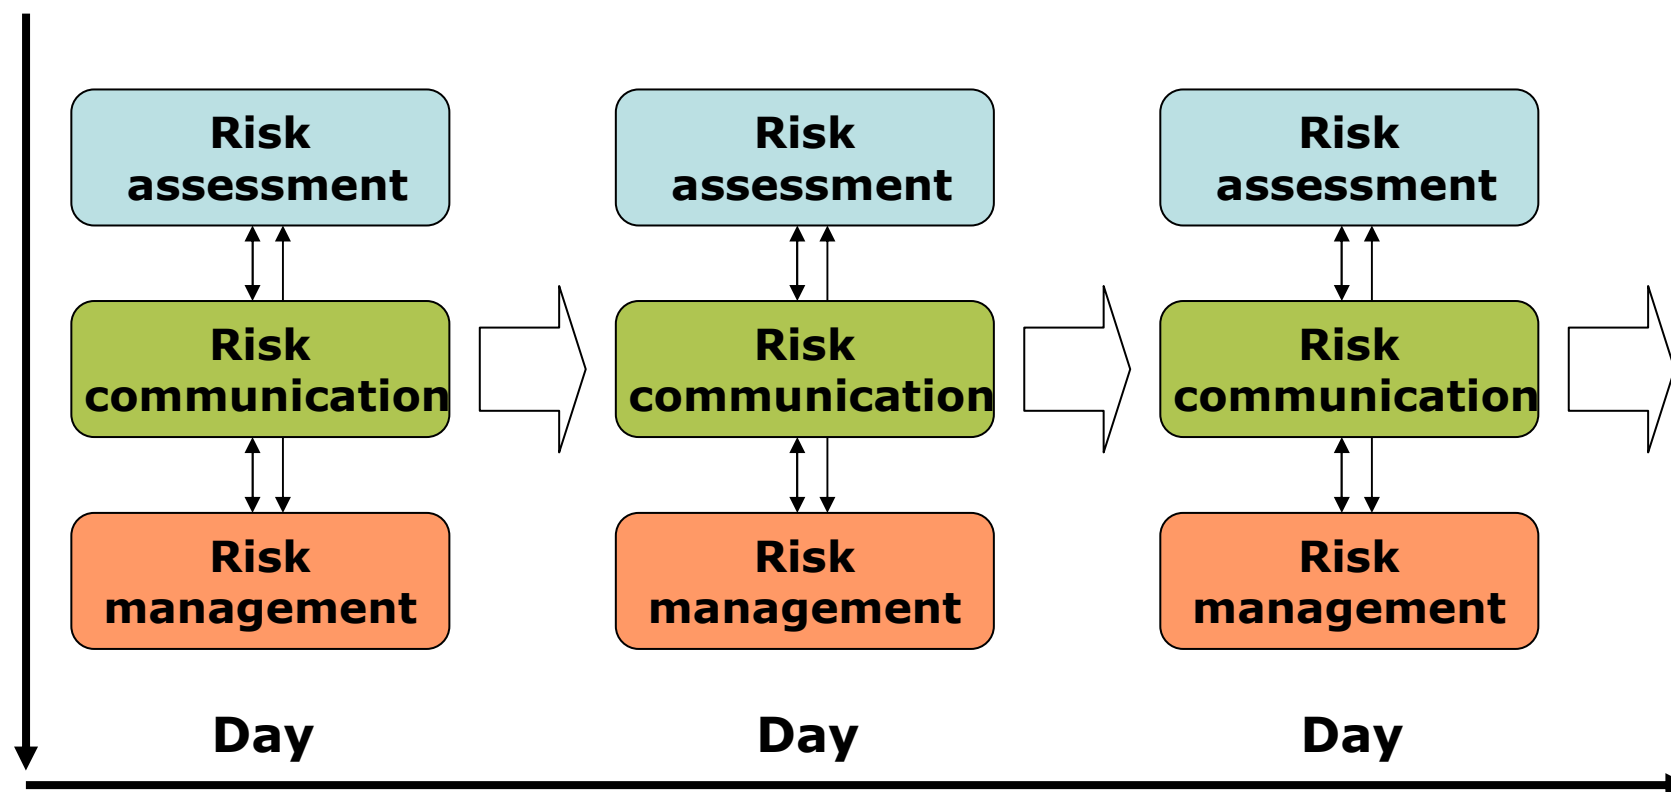 Risk
assessment
Risk
communication
Risk
management
Day
Risk
assessment
Risk
communication
Risk
management
Day
Risk
assessment
Risk
communication
Risk
management
Day